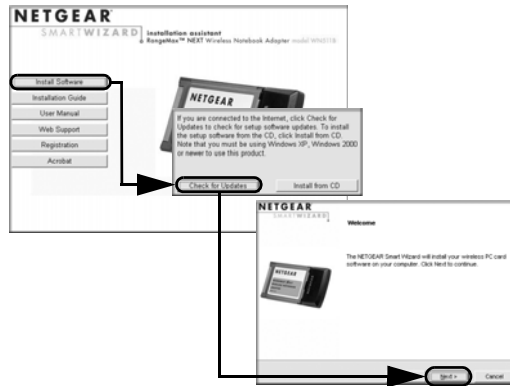 NETGEAR
SMARTWIZARD installation assistant
RangeMax™ NEXT Wireless Notebook Adapter model WN511B
Install Software
Installation Guide
User Manual
Web Support
Registration
Acrobat
NETGEAR
If you are connected to the Internet, click Check for
Updates to check for setup software updates. To install
the setup software from the CD, click Install from CD.
Note that you must be using Windows XP, Windows 2000
or newer to use this product.
Check for Updates
Install from CD
NETGEAR
SMARTWIZARD
Welcome
The NETGEAR Smart Wizard will install your wireless PC card
software on your computer. Click Next to continue.
NETGEAR
Next >
Cancel